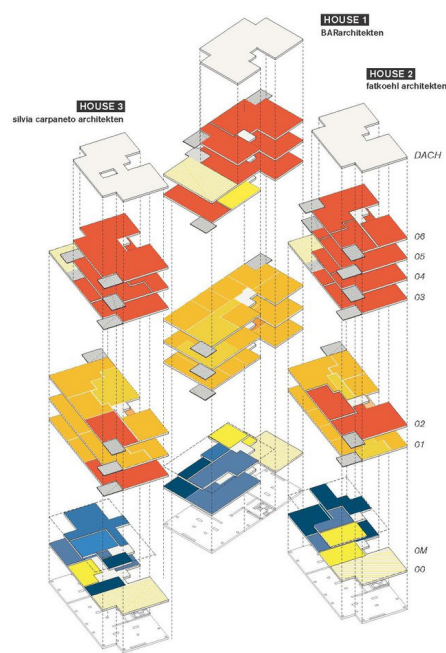 HOUSE 1
BARarchitekten
HOUSE 3
silvia carpaneto architekten
HOUSE 2
fatkoehl architekten
DACH
06
05
04
03
02
01
0M
00